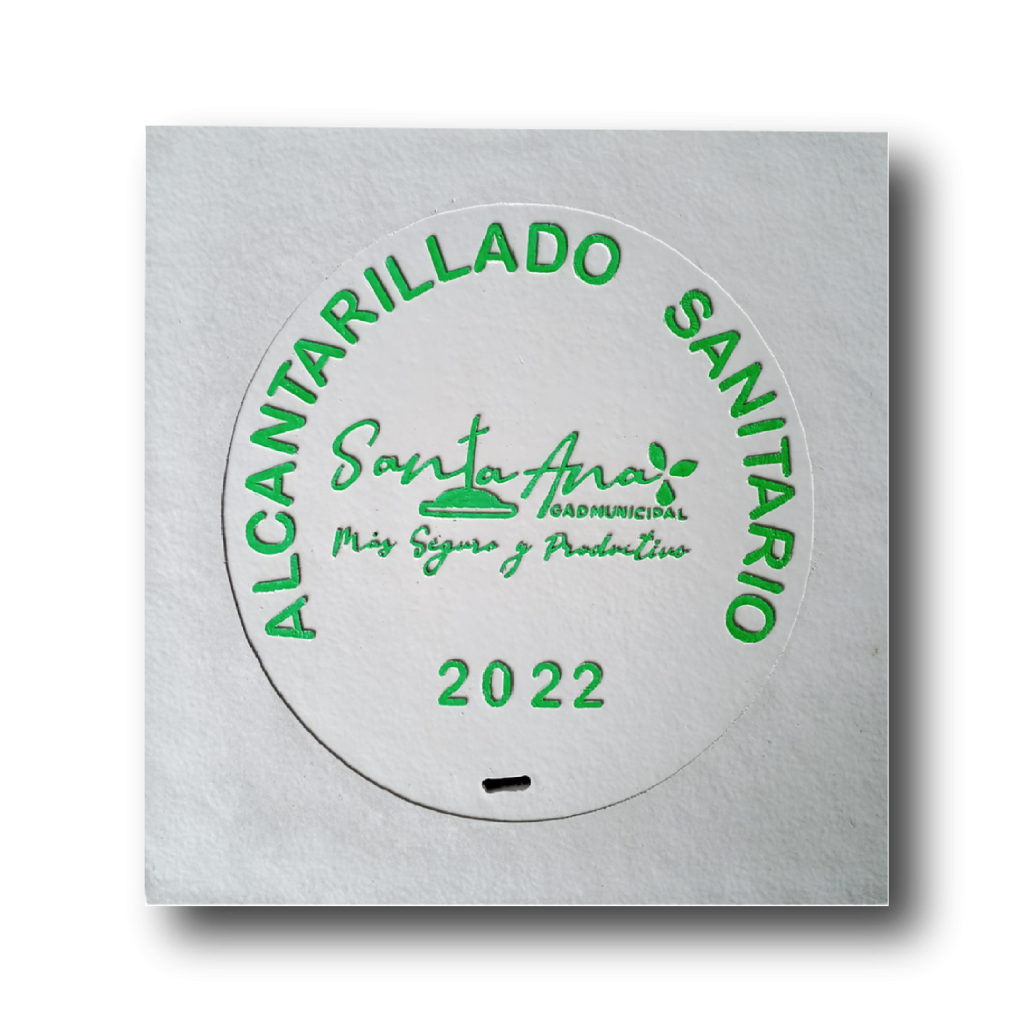 ALCANTARILLADO SANITARIO
Santa Ana
GADMUNICIPAL
Más Seguro y Productivo
2022